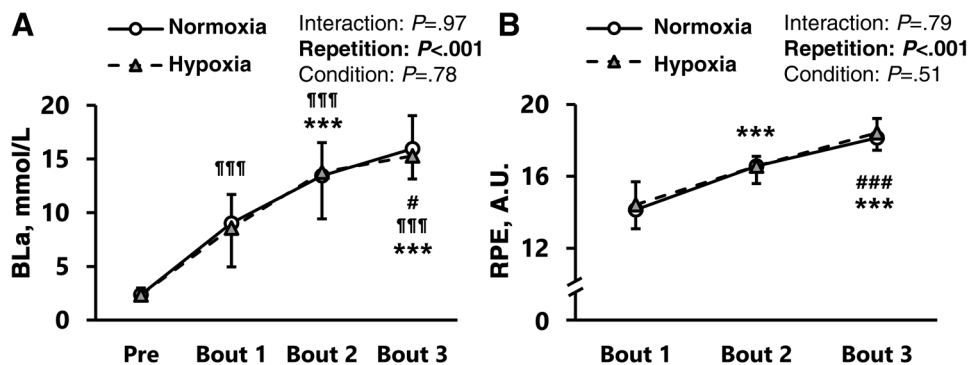 A
Normoxia
Hypoxia
Interaction: P=.97
Repetition: P<.001
Condition: P=.78
BLa, mmol/L
20
15
10
5
0
¶¶¶
¶¶¶
***
#
¶¶¶
***
Pre Bout 1 Bout 2 Bout 3
B
Normoxia
Hypoxia
Interaction: P=.79
Repetition: P<.001
Condition: P=.51
RPE, A.U.
20
16
12
0
***
###
***
Bout 1 Bout 2 Bout 3